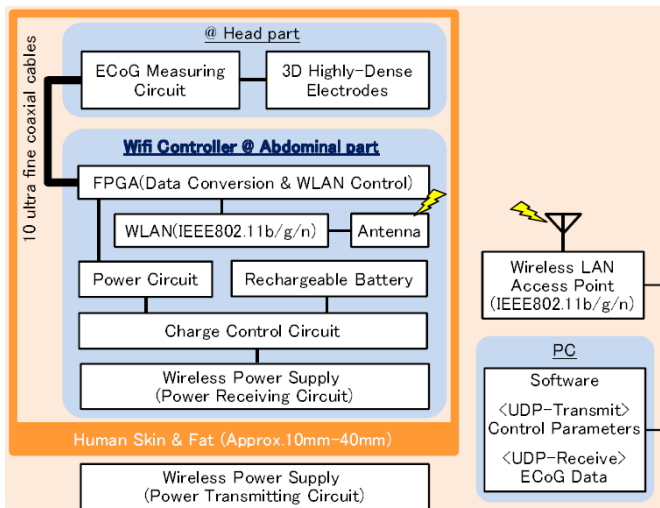 @ Head part
ECoG Measuring
Circuit
3D Highly-Dense
Electrodes
10 ultra fine coaxial cables
Wifi Controller @ Abdominal part
FPGA(Data Conversion & WLAN Control)
WLAN(IEEE802.11b/g/n)
Antenna
Power Circuit
Rechargeable Battery
Charge Control Circuit
Wireless Power Supply
(Power Receiving Circuit)
Human Skin & Fat (Approx.10mm-40mm)
Wireless Power Supply
(Power Transmitting Circuit)
Wireless LAN
Access Point
(IEEE802.11b/g/n)
PC
Software
<UDP-Transmit>
Control Parameters
<UDP-Receive>
ECoG Data